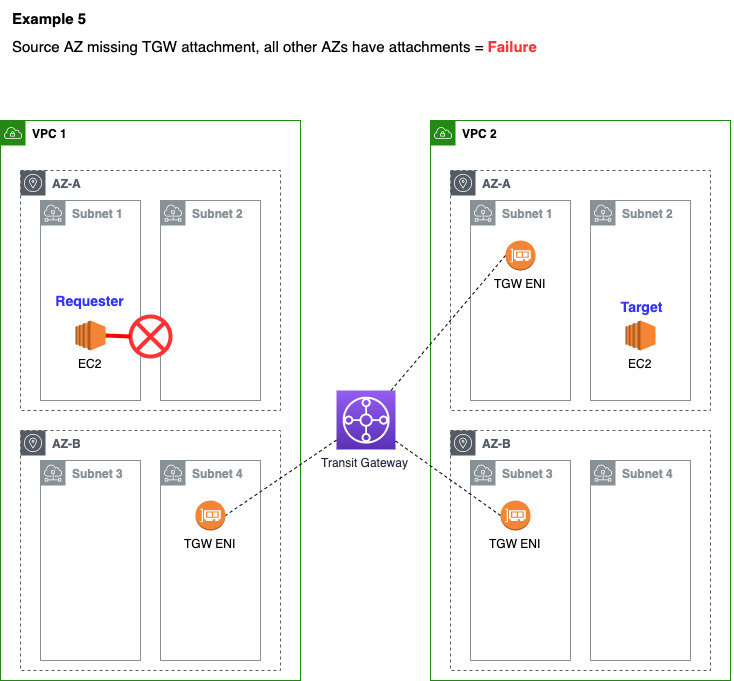 Example 5
Source AZ missing TGW attachment, all other AZs have attachments = Failure
VPC 1
AZ-A
Subnet 1
Subnet 2
Requester
EC2
AZ-B
Subnet 3
Subnet 4
TGW ENI
Transit Gateway
VPC 2
AZ-A
Subnet 1
Subnet 2
TGW ENI
Target
EC2
AZ-B
Subnet 3
Subnet 4
TGW ENI